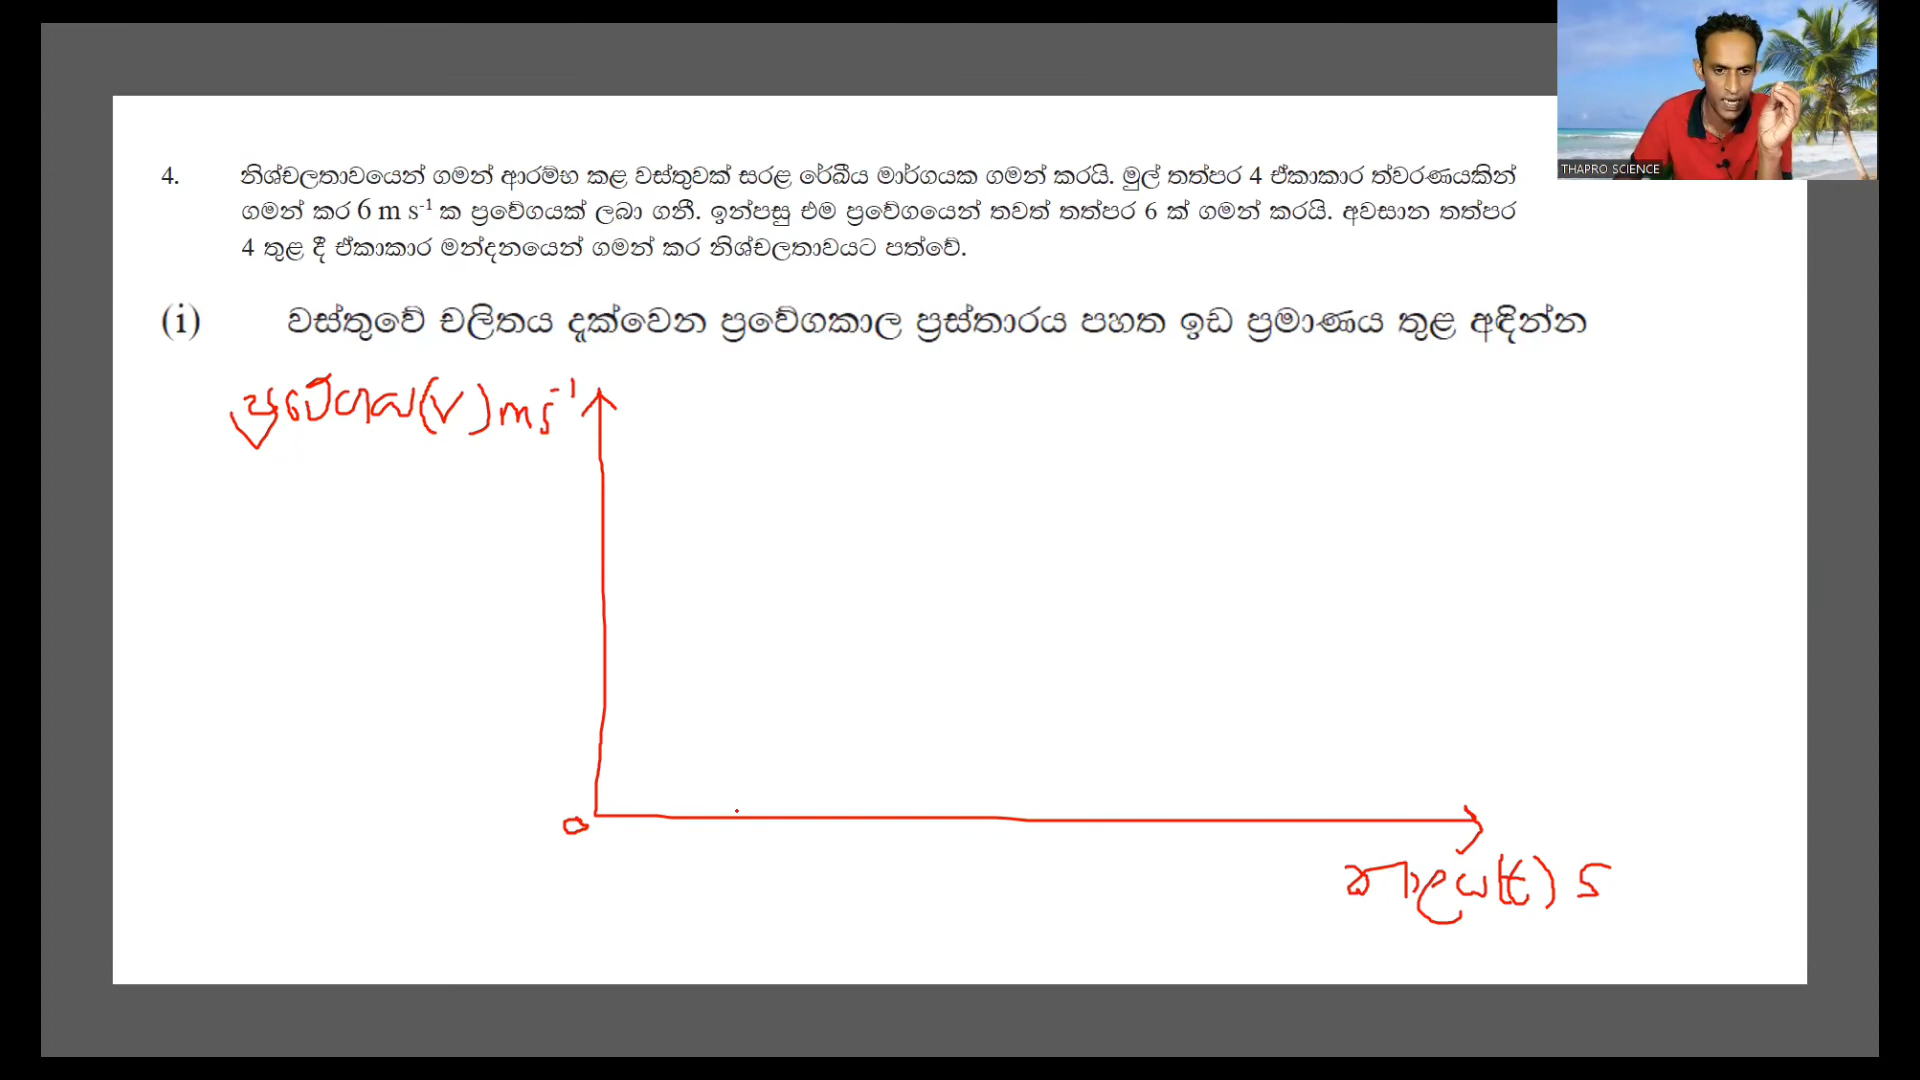 THAPRO SCIENCE
4. නිශ්චලතාවයෙන් ගමන් ආරම්භ කළ වස්තුවක් සරළ රේඛීය මාර්ගයක ගමන් කරයි. මුල් තත්පර 4 ඒකාකාර ත්වරණයකින්
ගමන් කර 6 m s⁻¹ ක ප්‍රවේගයක් ලබා ගනී. ඉන්පසු එම ප්‍රවේගයෙන් තවත් තත්පර 6 ක් ගමන් කරයි. අවසාන තත්පර
4 තුළ දී ඒකාකාර මන්දනයෙන් ගමන් කර නිශ්චලතාවයට පත්වේ.
(i) වස්තුවේ චලිතය දැක්වෙන ප්‍රවේගකාල ප්‍රස්තාරය පහත ඉඩ ප්‍රමාණය තුළ අඳින්න
ප්‍රවේගය (v) ms⁻¹
0
කාලය (t) s